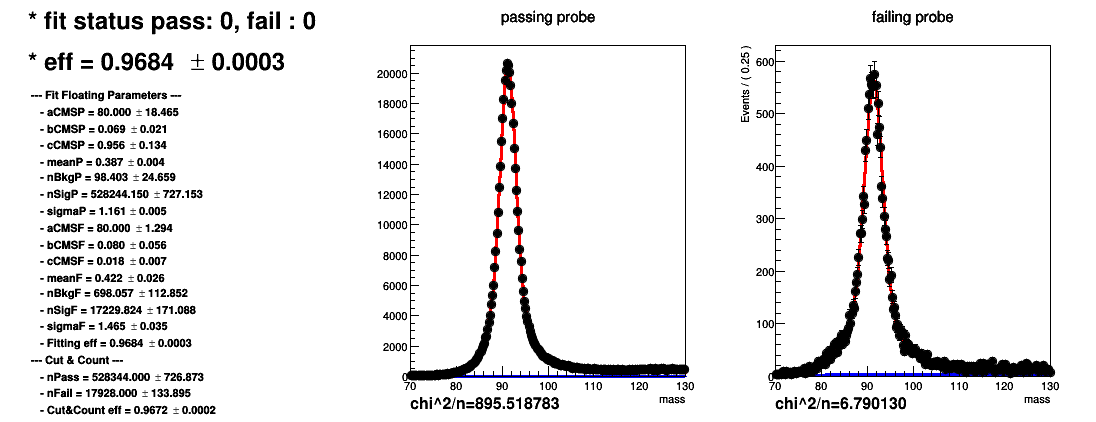 * fit status pass: 0, fail : 0
* eff = 0.9684 ± 0.0003
--- Fit Floating Parameters ---
- aCMSP = 80.000 ± 18.465
- bCMSP = 0.069 ± 0.021
- cCMSP = 0.956 ± 0.134
- meanP = 0.387 ± 0.004
- nBkgP = 98.403 ± 24.659
- nSigP = 528244.150 ± 727.153
- sigmaP = 1.161 ± 0.005
- aCMSF = 80.000 ± 1.294
- bCMSF = 0.080 ± 0.056
- cCMSF = 0.018 ± 0.007
- meanF = 0.422 ± 0.026
- nBkgF = 698.057 ± 112.852
- nSigF = 17229.824 ± 171.088
- sigmaF = 1.465 ± 0.035
- Fitting eff = 0.9684 ± 0.0003
--- Cut & Count ---
- nPass = 528344.000 ± 726.873
- nFail = 17928.000 ± 133.895
- Cut&Count eff = 0.9672 ± 0.0002
passing probe
20000
18000
16000
14000
12000
10000
8000
6000
4000
2000
0
70 80 90 100 110 120 130
mass
chi^2/n=895.518783
failing probe
Events / ( 0.25 )
600
500
400
300
200
100
0
70 80 90 100 110 120 130
mass
chi^2/n=6.790130